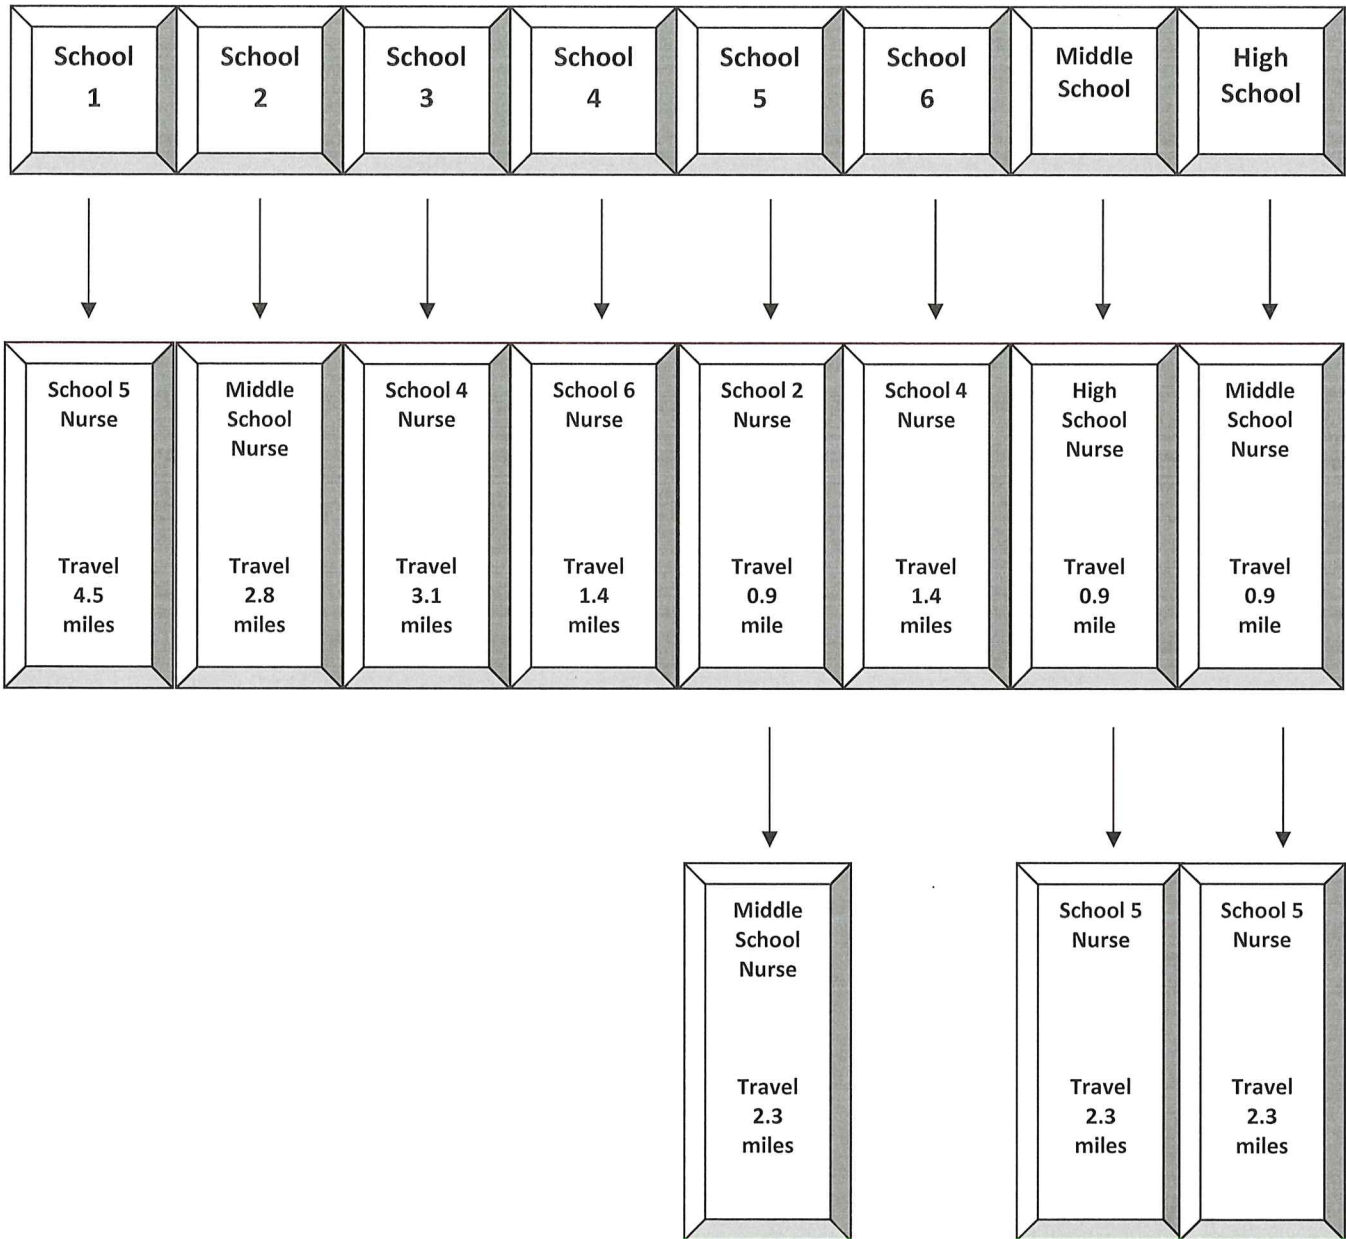 School
1
School
2
School
3
School
4
School
5
School
6
Middle
School
High
School
School 5
Nurse
Travel
4.5
miles
Middle
School
Nurse
Travel
2.8
miles
School 4
Nurse
Travel
3.1
miles
School 6
Nurse
Travel
1.4
miles
School 2
Nurse
Travel
0.9
mile
School 4
Nurse
Travel
1.4
miles
High
School
Nurse
Travel
0.9
mile
Middle
School
Nurse
Travel
0.9
mile
Middle
School
Nurse
Travel
2.3
miles
School 5
Nurse
Travel
2.3
miles
School 5
Nurse
Travel
2.3
miles